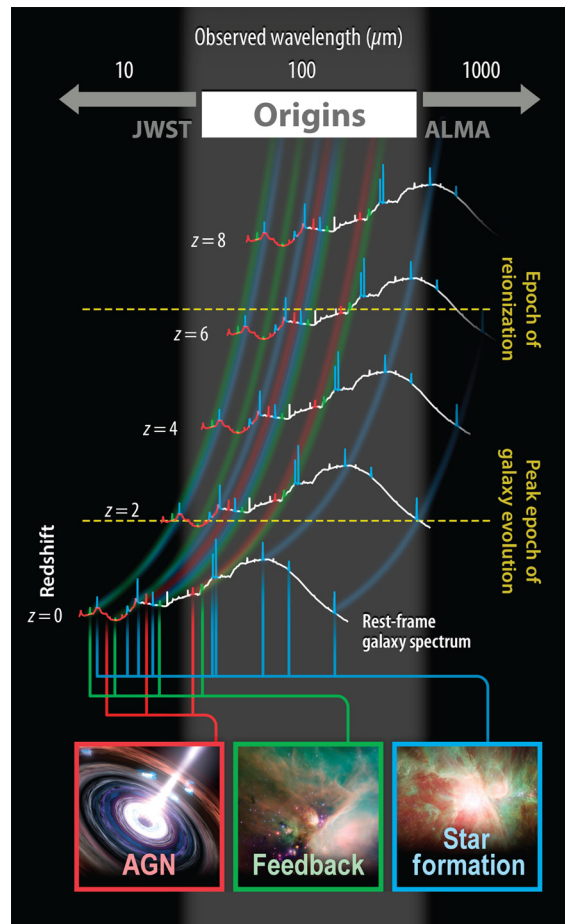 Observed wavelength (μm)
10 100 1000
Origins
JWST ALMA
z=8
Epoch of
reionization
z=6
z=4
Peak epoch of
galaxy evolution
z=2
Redshift
z=0
Rest-frame
galaxy spectrum
AGN
Feedback
Star
formation